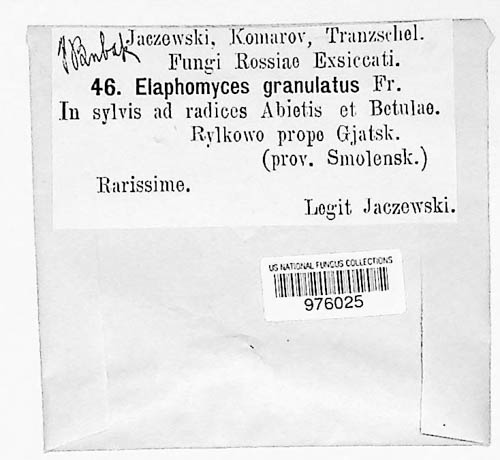 J Bubak
Jaczewski, Komarov, Tranzschel.
Fungi Rossiae Exsiccati.
46. Elaphomyces granulatus Fr.
In sylvis ad radices Abietis et Betulae.
Rylkowo prope Gjatsk.
(prov. Smolensk.)
Rarissime.
Legit Jaczewski.
US NATIONAL FUNGUS COLLECTIONS
976025